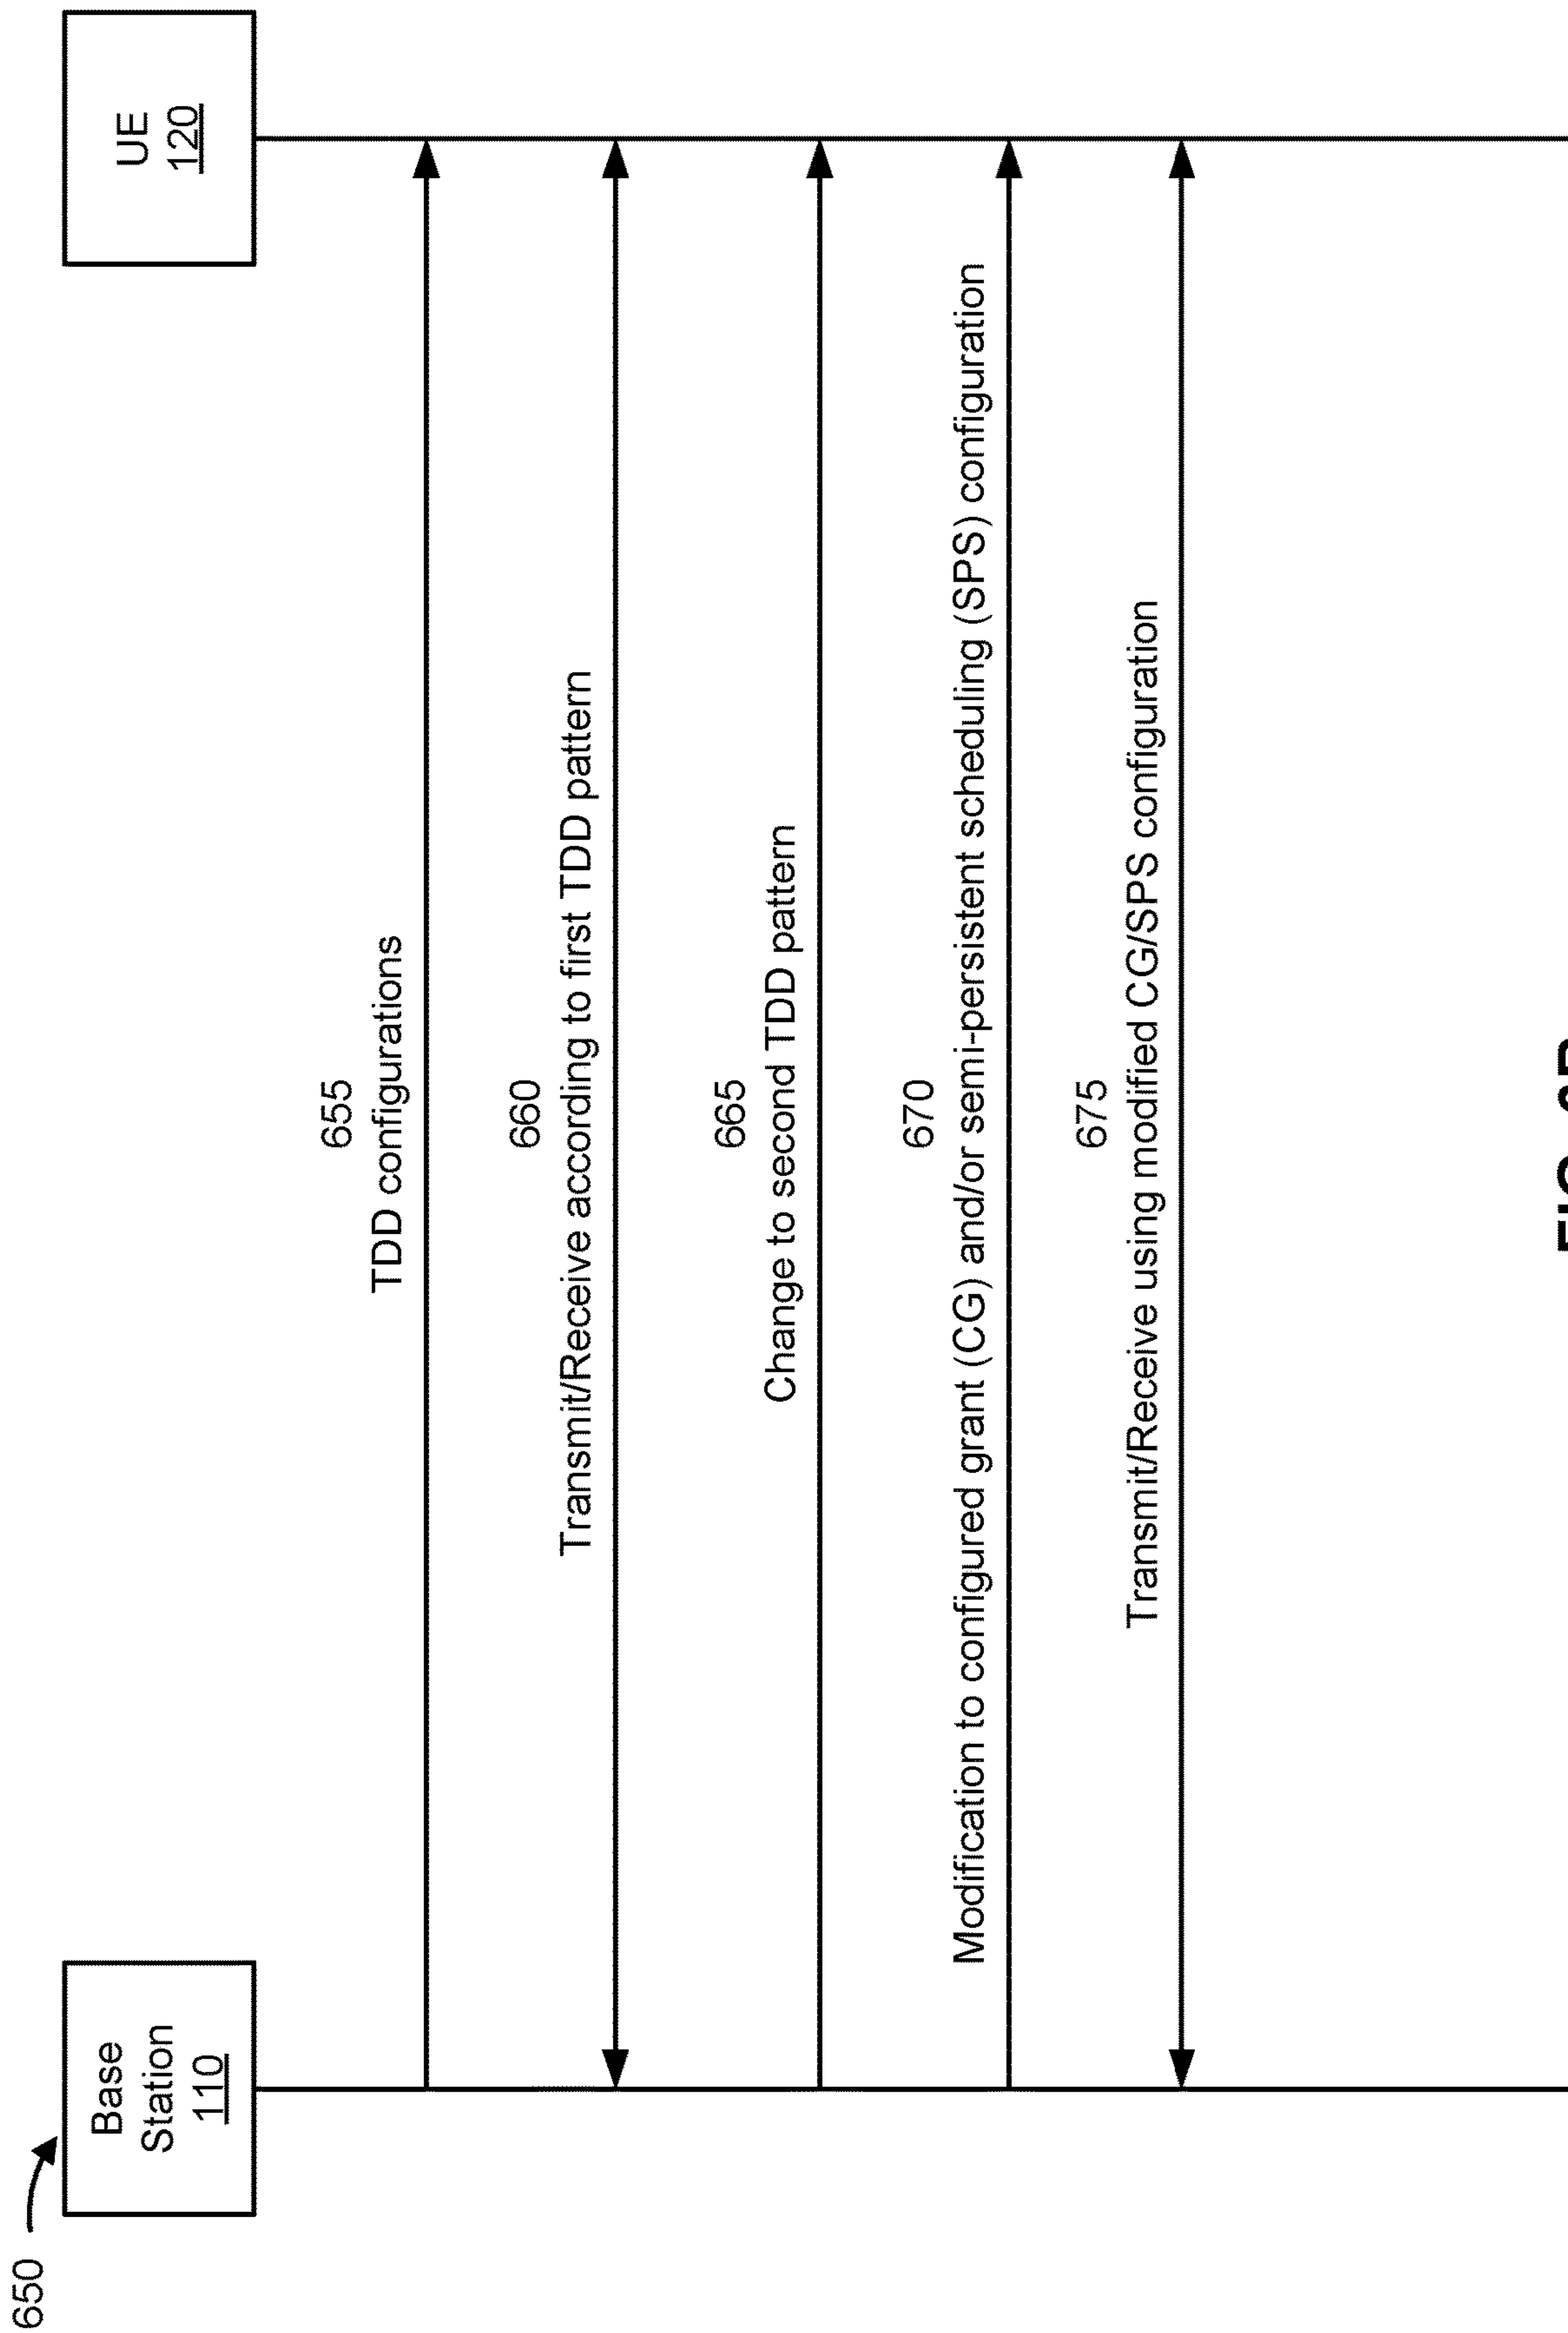 650
Base
Station
110
UE
120
655
TDD configurations
660
Transmit/Receive according to first TDD pattern
665
Change to second TDD pattern
670
Modification to configured grant (CG) and/or semi-persistent scheduling (SPS) configuration
675
Transmit/Receive using modified CG/SPS configuration
FIG.